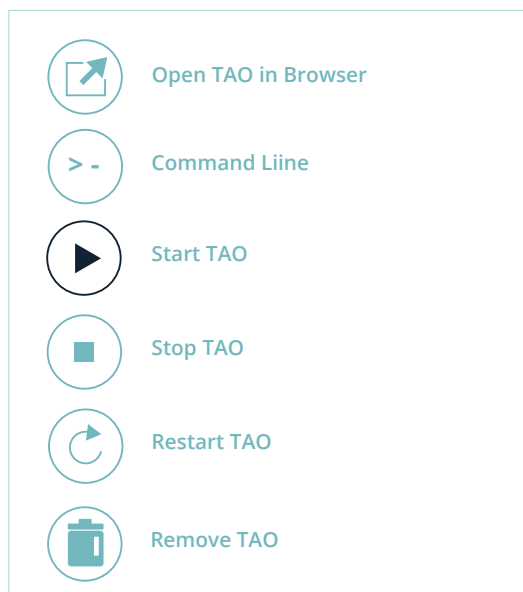 Open TAO in Browser
> - Command Liine
Start TAO
Stop TAO
Restart TAO
Remove TAO